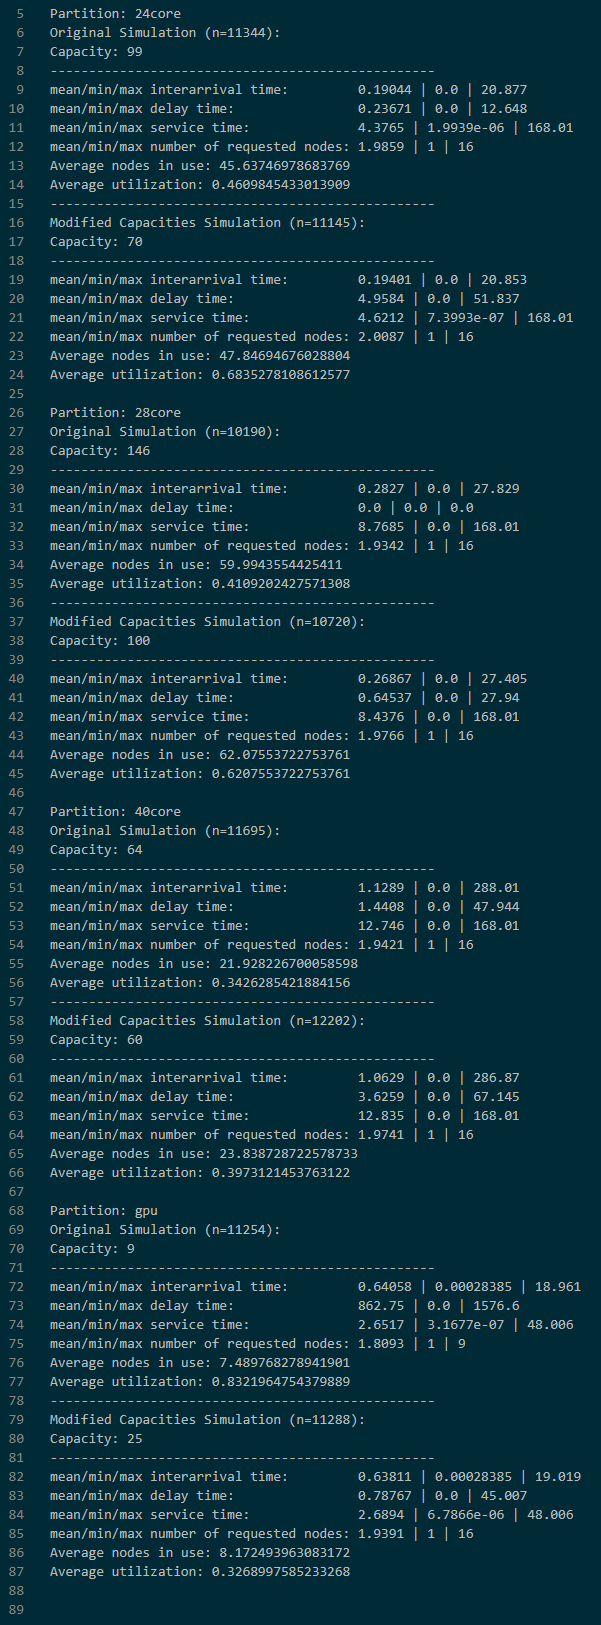 5 Partition: 24core
6 Original Simulation (n=11344):
7 Capacity: 99
8 --------------------------------------------------
9 mean/min/max interarrival time: 0.19044 | 0.0 | 20.877
10 mean/min/max delay time: 0.23671 | 0.0 | 12.648
11 mean/min/max service time: 4.3765 | 1.9939e-06 | 168.01
12 mean/min/max number of requested nodes: 1.9859 | 1 | 16
13 Average nodes in use: 45.63746978683769
14 Average utilization: 0.4609845433013909
15 --------------------------------------------------
16 Modified Capacities Simulation (n=11145):
17 Capacity: 70
18 --------------------------------------------------
19 mean/min/max interarrival time: 0.19401 | 0.0 | 20.853
20 mean/min/max delay time: 4.9584 | 0.0 | 51.837
21 mean/min/max service time: 4.6212 | 7.3993e-07 | 168.01
22 mean/min/max number of requested nodes: 2.0087 | 1 | 16
23 Average nodes in use: 47.84694676028804
24 Average utilization: 0.6835278108612577
25
26 Partition: 28core
27 Original Simulation (n=10190):
28 Capacity: 146
29 --------------------------------------------------
30 mean/min/max interarrival time: 0.2827 | 0.0 | 27.829
31 mean/min/max delay time: 0.0 | 0.0 | 0.0
32 mean/min/max service time: 8.7685 | 0.0 | 168.01
33 mean/min/max number of requested nodes: 1.9342 | 1 | 16
34 Average nodes in use: 59.9943554425411
35 Average utilization: 0.4109202427571308
36 --------------------------------------------------
37 Modified Capacities Simulation (n=10720):
38 Capacity: 100
39 --------------------------------------------------
40 mean/min/max interarrival time: 0.26867 | 0.0 | 27.405
41 mean/min/max delay time: 0.64537 | 0.0 | 27.94
42 mean/min/max service time: 8.4376 | 0.0 | 168.01
43 mean/min/max number of requested nodes: 1.9766 | 1 | 16
44 Average nodes in use: 62.07553722753761
45 Average utilization: 0.6207553722753761
46
47 Partition: 40core
48 Original Simulation (n=11695):
49 Capacity: 64
50 --------------------------------------------------
51 mean/min/max interarrival time: 1.1289 | 0.0 | 288.01
52 mean/min/max delay time: 1.4408 | 0.0 | 47.944
53 mean/min/max service time: 12.746 | 0.0 | 168.01
54 mean/min/max number of requested nodes: 1.9421 | 1 | 16
55 Average nodes in use: 21.928226700058598
56 Average utilization: 0.3426285421884156
57 --------------------------------------------------
58 Modified Capacities Simulation (n=12202):
59 Capacity: 60
60 --------------------------------------------------
61 mean/min/max interarrival time: 1.0629 | 0.0 | 286.87
62 mean/min/max delay time: 3.6259 | 0.0 | 67.145
63 mean/min/max service time: 12.835 | 0.0 | 168.01
64 mean/min/max number of requested nodes: 1.9741 | 1 | 16
65 Average nodes in use: 23.838728722578733
66 Average utilization: 0.3973121453763122
67
68 Partition: gpu
69 Original Simulation (n=11254):
70 Capacity: 9
71 --------------------------------------------------
72 mean/min/max interarrival time: 0.64058 | 0.00028385 | 18.961
73 mean/min/max delay time: 862.75 | 0.0 | 1576.6
74 mean/min/max service time: 2.6517 | 3.1677e-07 | 48.006
75 mean/min/max number of requested nodes: 1.8093 | 1 | 9
76 Average nodes in use: 7.489768278941901
77 Average utilization: 0.8321964754379889
78 --------------------------------------------------
79 Modified Capacities Simulation (n=11288):
80 Capacity: 25
81 --------------------------------------------------
82 mean/min/max interarrival time: 0.63811 | 0.00028385 | 19.019
83 mean/min/max delay time: 0.78767 | 0.0 | 45.007
84 mean/min/max service time: 2.6894 | 6.7866e-06 | 48.006
85 mean/min/max number of requested nodes: 1.9391 | 1 | 16
86 Average nodes in use: 8.172493963083172
87 Average utilization: 0.3268997585233268
88
89